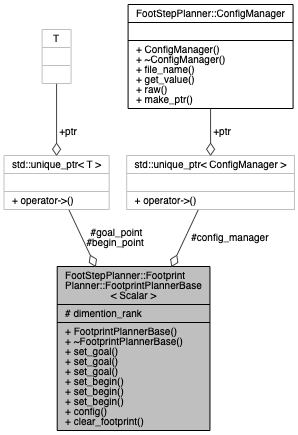 T
FootStepPlanner::ConfigManager
+ ConfigManager()
+ ~ConfigManager()
+ file_name()
+ get_value()
+ raw()
+ make_ptr()
+ptr
+ptr
std::unique_ptr< T >
+ operator->()
std::unique_ptr< ConfigManager >
+ operator->()
#goal_point
#begin_point
#config_manager
FootStepPlanner::Footprint
Planner::FootprintPlannerBase
< Scalar >
# dimention_rank
+ FootprintPlannerBase()
+ ~FootprintPlannerBase()
+ set_goal()
+ set_goal()
+ set_goal()
+ set_begin()
+ set_begin()
+ set_begin()
+ config()
+ clear_footprint()